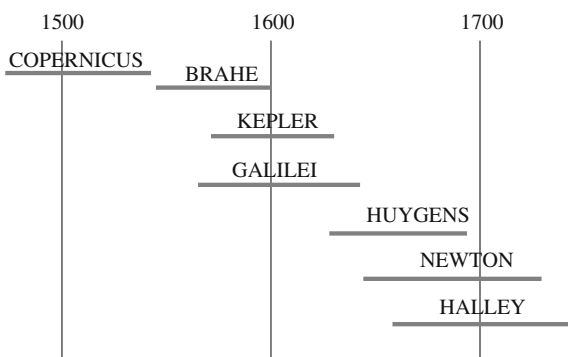 1500 1600 1700
COPERNICUS
BRAHE
KEPLER
GALILEI
HUYGENS
NEWTON
HALLEY